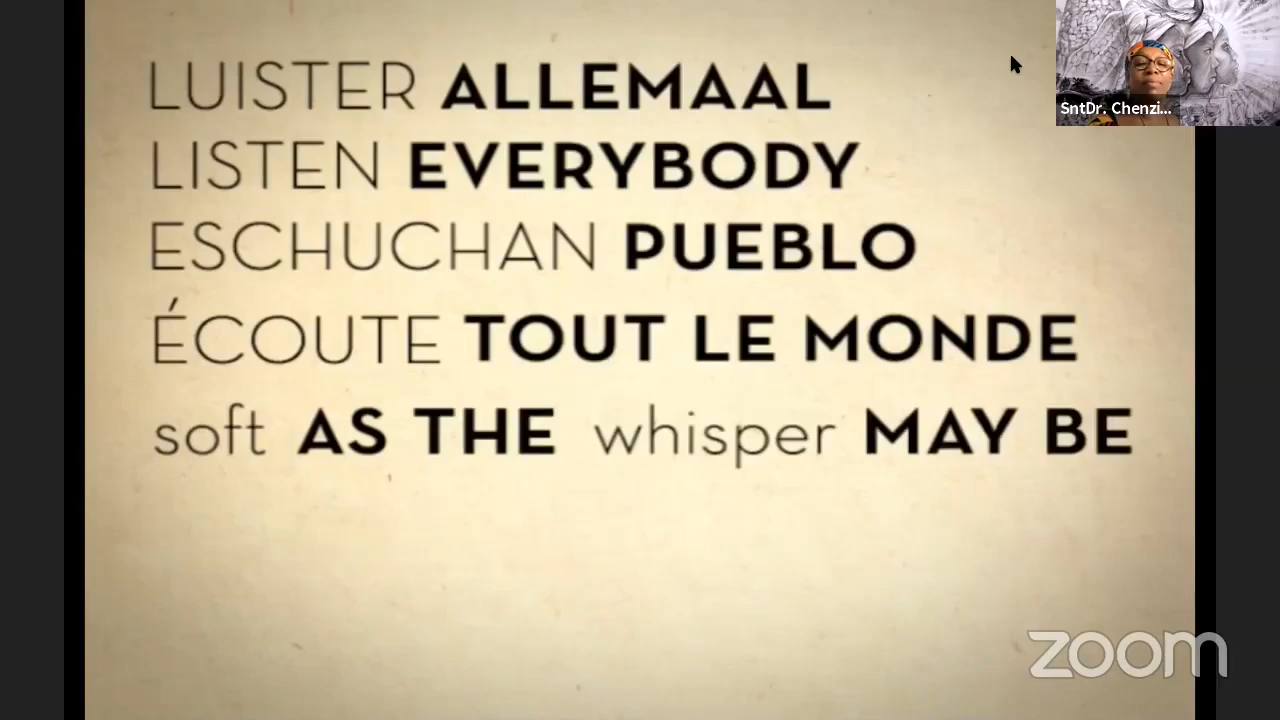 LUISTER ALLEMAAL
LISTEN EVERYBODY
ESCHUCHAN PUEBLO
ÉCOUTE TOUT LE MONDE
soft AS THE whisper MAY BE
SntDr. Chenzi...
zoom